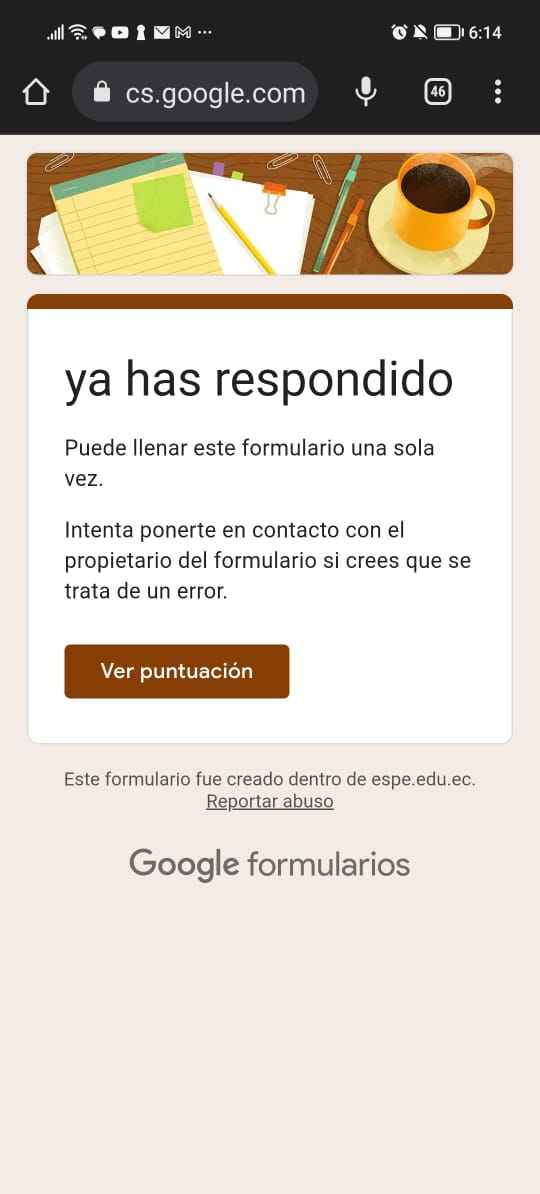 6:14
cs.google.com
46
ya has respondido
Puede llenar este formulario una sola
vez.
Intenta ponerte en contacto con el
propietario del formulario si crees que se
trata de un error.
Ver puntuación
Este formulario fue creado dentro de espe.edu.ec.
Reportar abuso
Google formularios